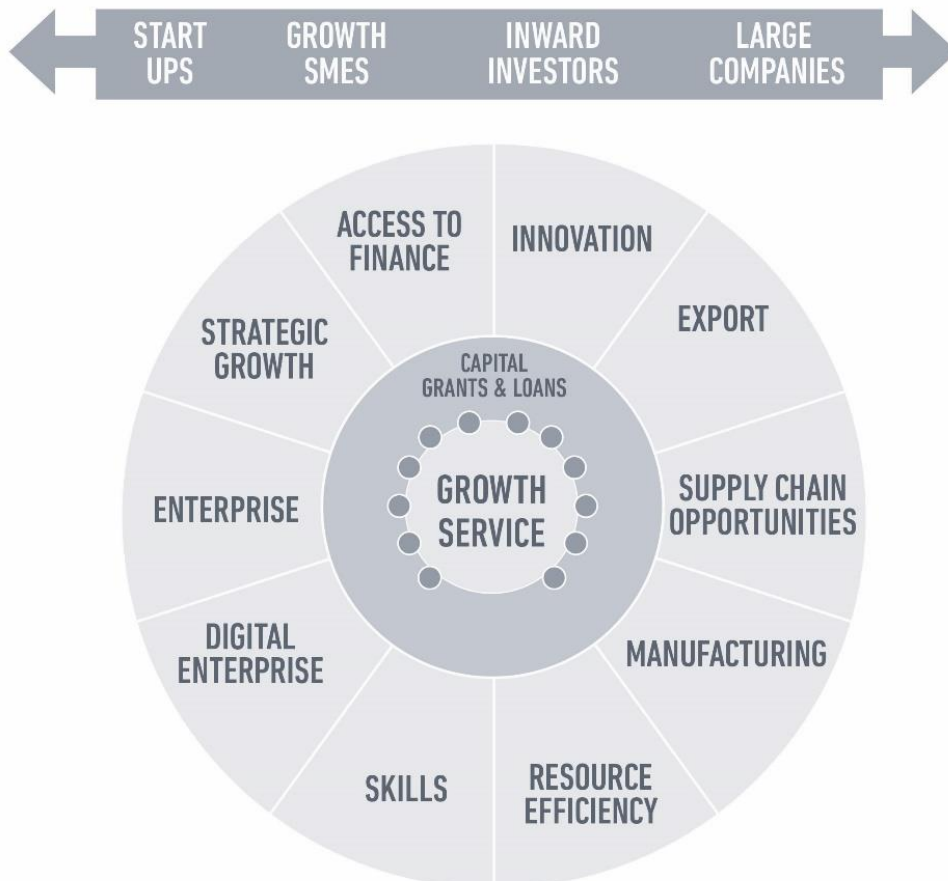 START
UPS
GROWTH
SMES
INWARD
INVESTORS
LARGE
COMPANIES
ACCESS TO
FINANCE
INNOVATION
EXPORT
SUPPLY CHAIN
OPPORTUNITIES
MANUFACTURING
RESOURCE
EFFICIENCY
SKILLS
DIGITAL
ENTERPRISE
ENTERPRISE
STRATEGIC
GROWTH
CAPITAL
GRANTS & LOANS
GROWTH
SERVICE